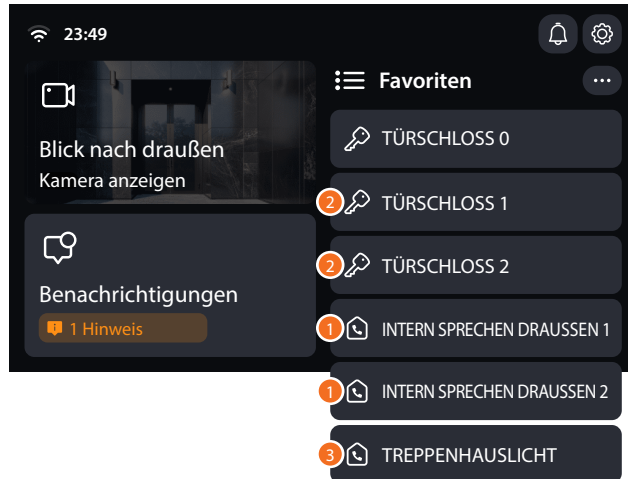 23:49
Blick nach draußen
Kamera anzeigen
Benachrichtigungen
1 Hinweis
Favoriten
TÜRSCHLOSS 0
2 TÜRSCHLOSS 1
2 TÜRSCHLOSS 2
1 INTERN SPRECHEN DRAUSSEN 1
1 INTERN SPRECHEN DRAUSSEN 2
3 TREPPENHAUSLICHT